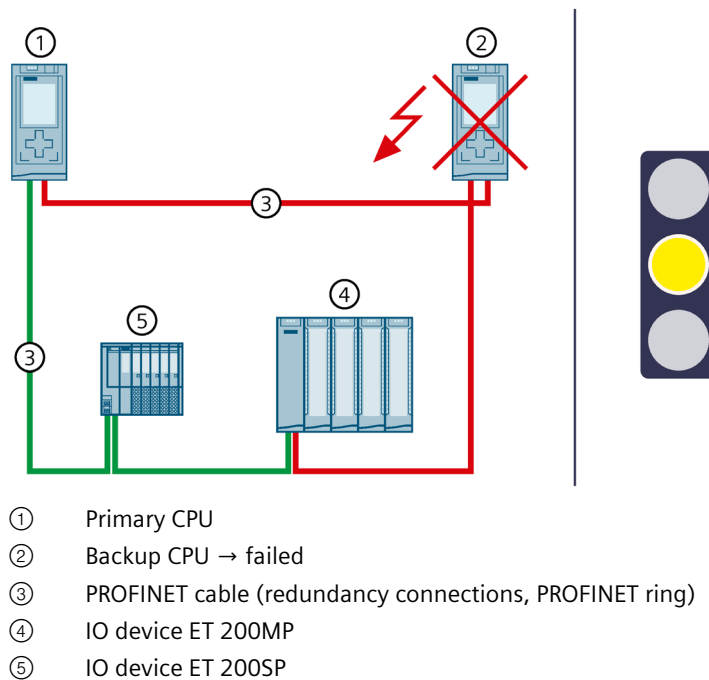 ① ②
③
④
⑤
③
① Primary CPU
② Backup CPU → failed
③ PROFINET cable (redundancy connections, PROFINET ring)
④ IO device ET 200MP
⑤ IO device ET 200SP